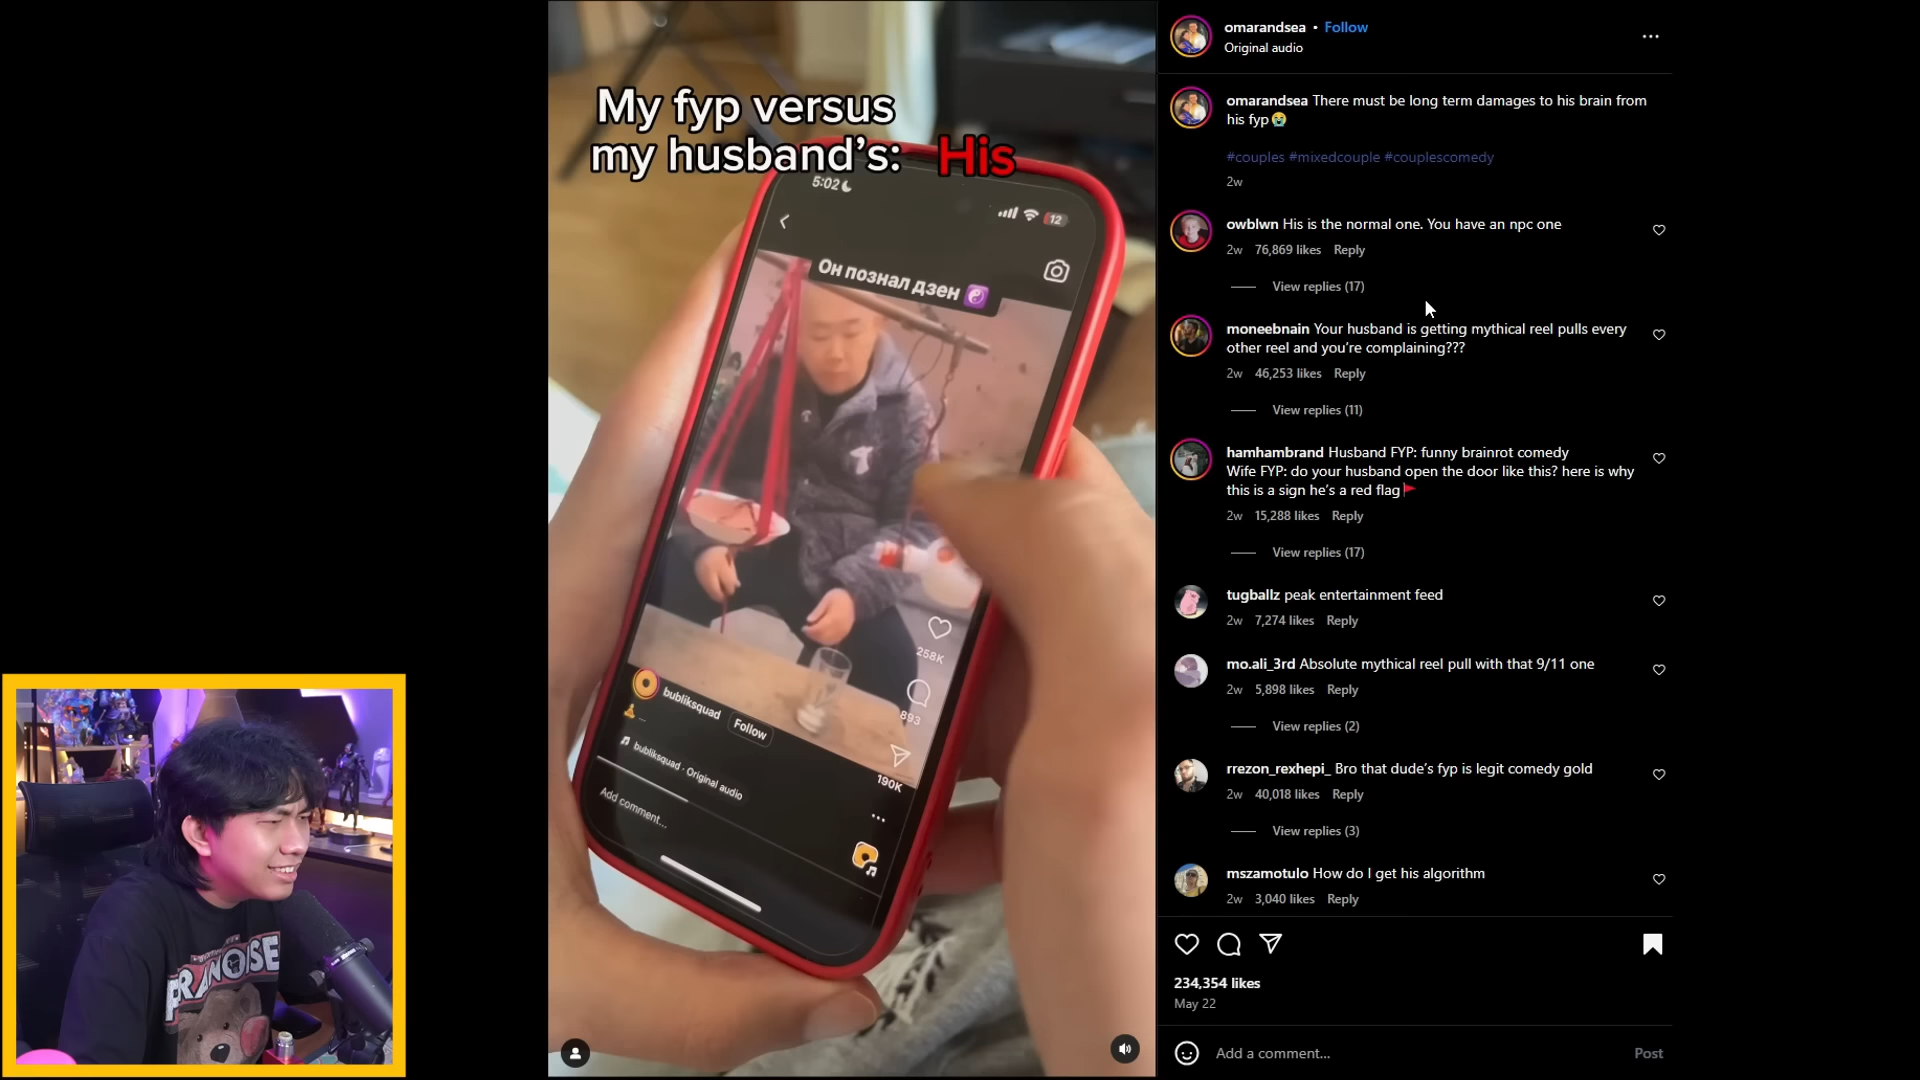 My fyp versus
my husband's: His
5:02
12
Он познал дзен
258K
893
190K
bubliksquad Follow
bubliksquad · Original audio
Add comment...
omarandsea • Follow
Original audio
omarandsea There must be long term damages to his brain from
his fyp😭
#couples #mixedcouple #couplescomedy
2w
owblwn His is the normal one. You have an npc one
2w 76,869 likes Reply
View replies (17)
moneebnain Your husband is getting mythical reel pulls every
other reel and you're complaining???
2w 46,253 likes Reply
View replies (11)
hamhambrand Husband FYP: funny brainrot comedy
Wife FYP: do your husband open the door like this? here is why
this is a sign he's a red flag🚩
2w 15,288 likes Reply
View replies (17)
tugballz peak entertainment feed
2w 7,274 likes Reply
mo.ali_3rd Absolute mythical reel pull with that 9/11 one
2w 5,898 likes Reply
View replies (2)
rrezon_rexhepi_ Bro that dude's fyp is legit comedy gold
2w 40,018 likes Reply
View replies (3)
mszamotulo How do I get his algorithm
2w 3,040 likes Reply
234,354 likes
May 22
Add a comment...
Post